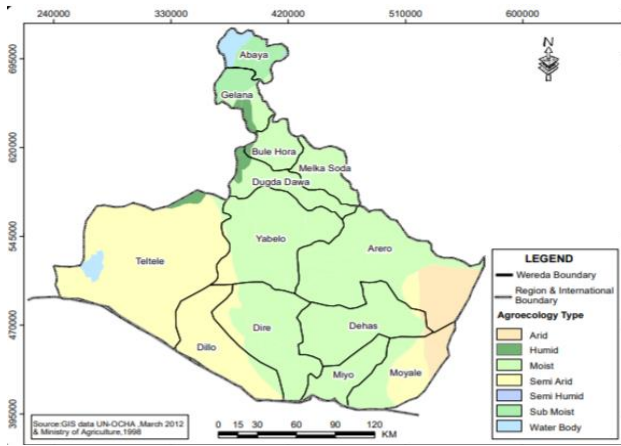 240000 330000 420000 510000 600000
N
695000
620000
545000
470000
395000
Abaya
Gelana
Bule Hora
Melka Soda
Dugda Dawa
Yabelo
Arero
Teltele
Dire
Dehas
Dillo
Miyo
Moyale
LEGEND
Wereda Boundary
Region & International
Boundary
Agroecology Type
Arid
Humid
Moist
Semi Arid
Semi Humid
Sub Moist
Water Body
Source:GIS data UN-OCHA ,March 2012
& Ministry of Agriculture,1998
0 15 30 60 90 120
KM